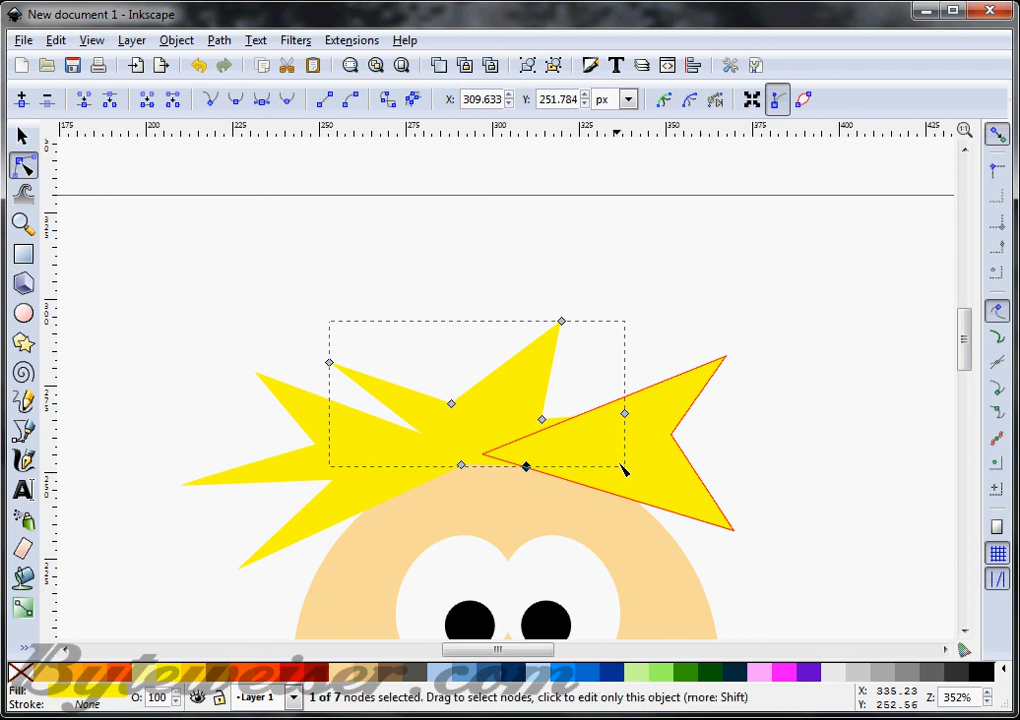 New document 1 - Inkscape
File Edit View Layer Object Path Text Filters Extensions Help
X: 309.633 Y: 251.784 px
175 200 225 250 275 300 325 350 375 400 425
Bytemeiser.com
Fill:
Stroke: None
O: 100
Layer 1
1 of 7 nodes selected. Drag to select nodes, click to edit only this object (more: Shift)
X: 335.23
Y: 252.56
Z: 352%